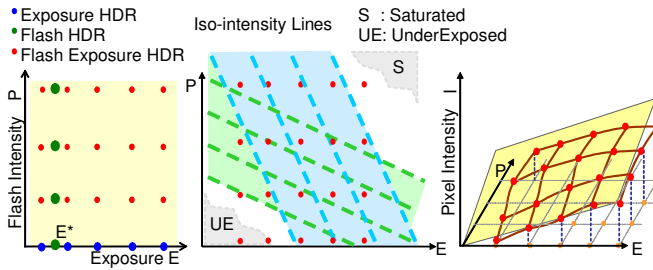 Exposure HDR
Flash HDR
Flash Exposure HDR
Flash Intensity P
E*
Exposure E
Iso-intensity Lines
S : Saturated
UE: UnderExposed
P
S
UE
E
Pixel Intensity I
P
E